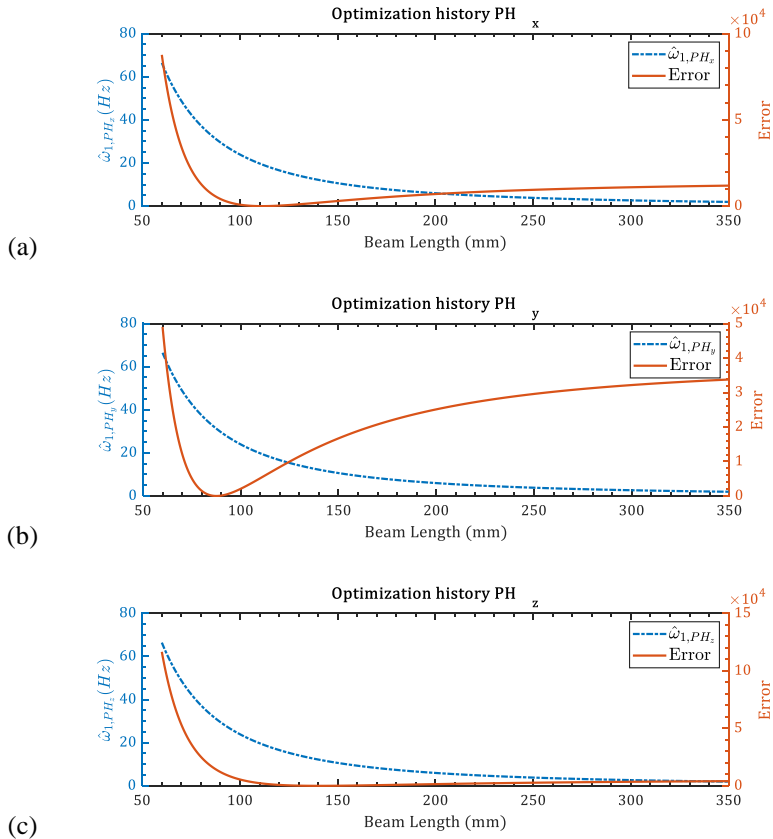 Optimization history PH x
×10⁴
80
60
40
20
0
ω̂1,PHx (Hz)
ω̂1,PHx
Error
10
5
0
Error
50 100 150 200 250 300 350
Beam Length (mm)
(a)
Optimization history PH y
×10⁴
80
60
40
20
0
ω̂1,PHy (Hz)
ω̂1,PHy
Error
5
4
3
2
1
0
Error
50 100 150 200 250 300 350
Beam Length (mm)
(b)
Optimization history PH z
×10⁴
80
60
40
20
0
ω̂1,PHz (Hz)
ω̂1,PHz
Error
15
10
5
0
Error
50 100 150 200 250 300 350
Beam Length (mm)
(c)